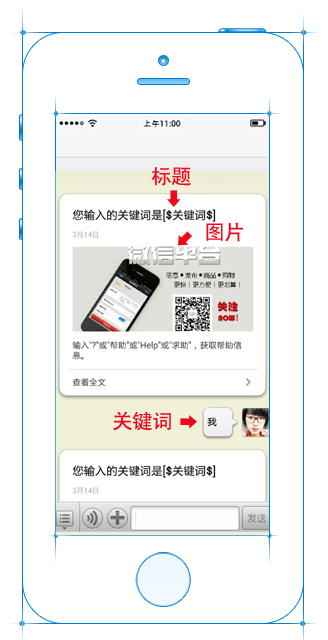 上午11:00
标题
您输入的关键词是[$关键词$]
3月14日
图片
微信平台
信息●发布●商品●购物
更快｜更方便｜更划算｜
关注
NOW!
输入"?"或"帮助"或"Help"或"求助"，获取帮助信
息。
查看全文
关键词
我
您输入的关键词是[$关键词$]
3月14日
发送